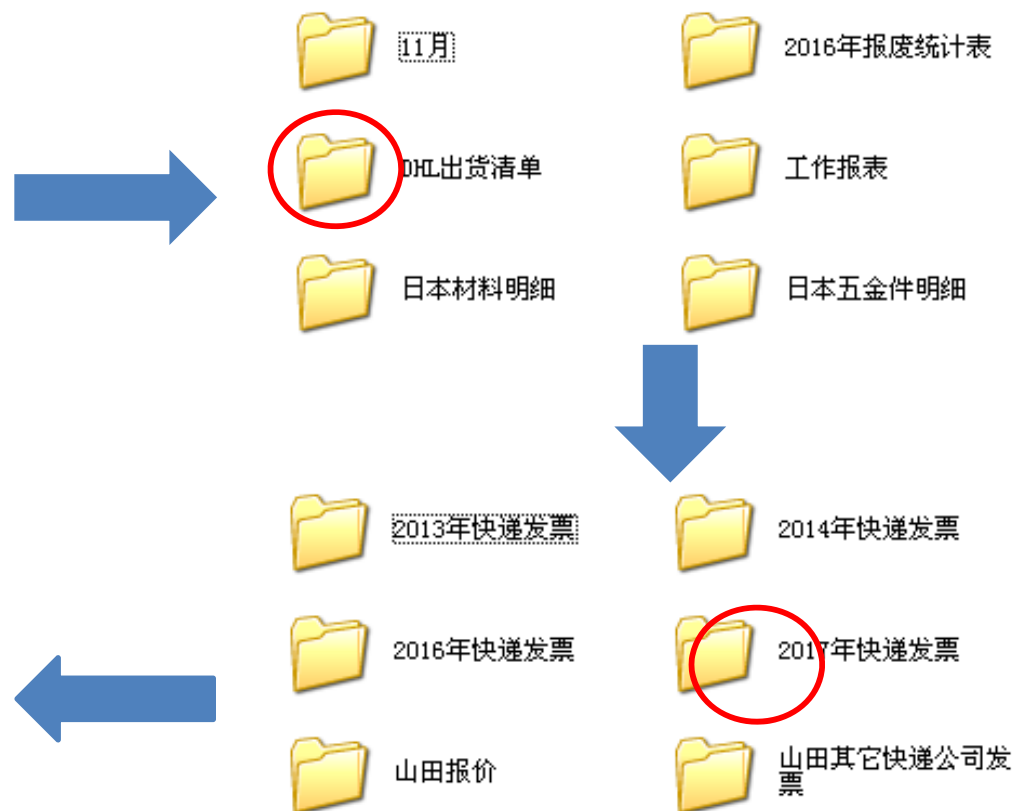 11月
2016年报废统计表
DHL出货清单
工作报表
日本材料明细
日本五金件明细
2013年快递发票
2014年快递发票
2016年快递发票
2017年快递发票
山田报价
山田其它快递公司发
票